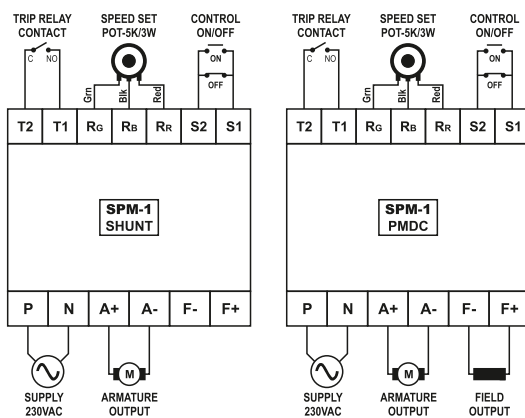 TRIP RELAY CONTACT
SPEED SET POT-5K/3W
CONTROL ON/OFF
C NO
Grn Blk Red
ON
OFF
T2 T1 RG RB RR S2 S1
SPM-1
SHUNT
P N A+ A- F- F+
M
SUPPLY 230VAC
ARMATURE OUTPUT
TRIP RELAY CONTACT
SPEED SET POT-5K/3W
CONTROL ON/OFF
C NO
Grn Blk Red
ON
OFF
T2 T1 RG RB RR S2 S1
SPM-1
PMDC
P N A+ A- F- F+
M
SUPPLY 230VAC
ARMATURE OUTPUT
FIELD OUTPUT